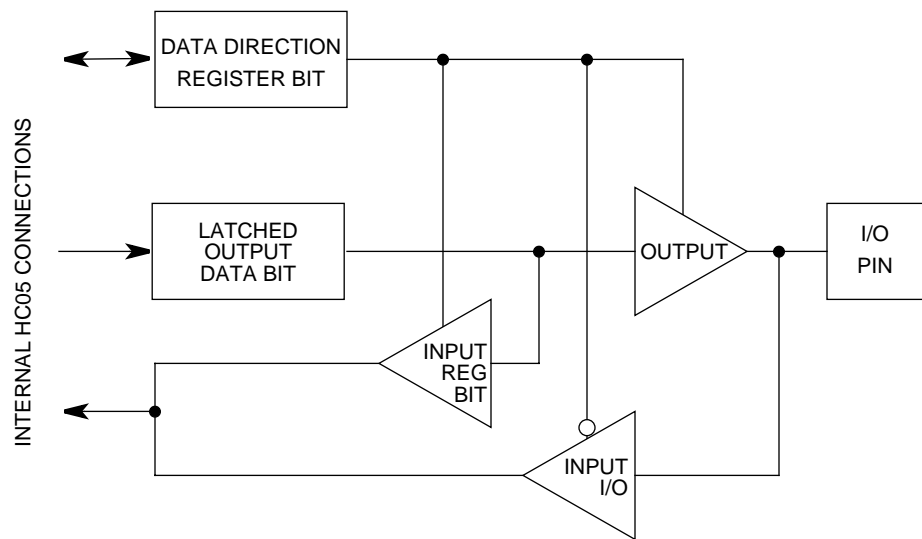 DATA DIRECTION
REGISTER BIT
INTERNAL HC05 CONNECTIONS
LATCHED
OUTPUT
DATA BIT
OUTPUT
I/O
PIN
INPUT
REG
BIT
INPUT
I/O